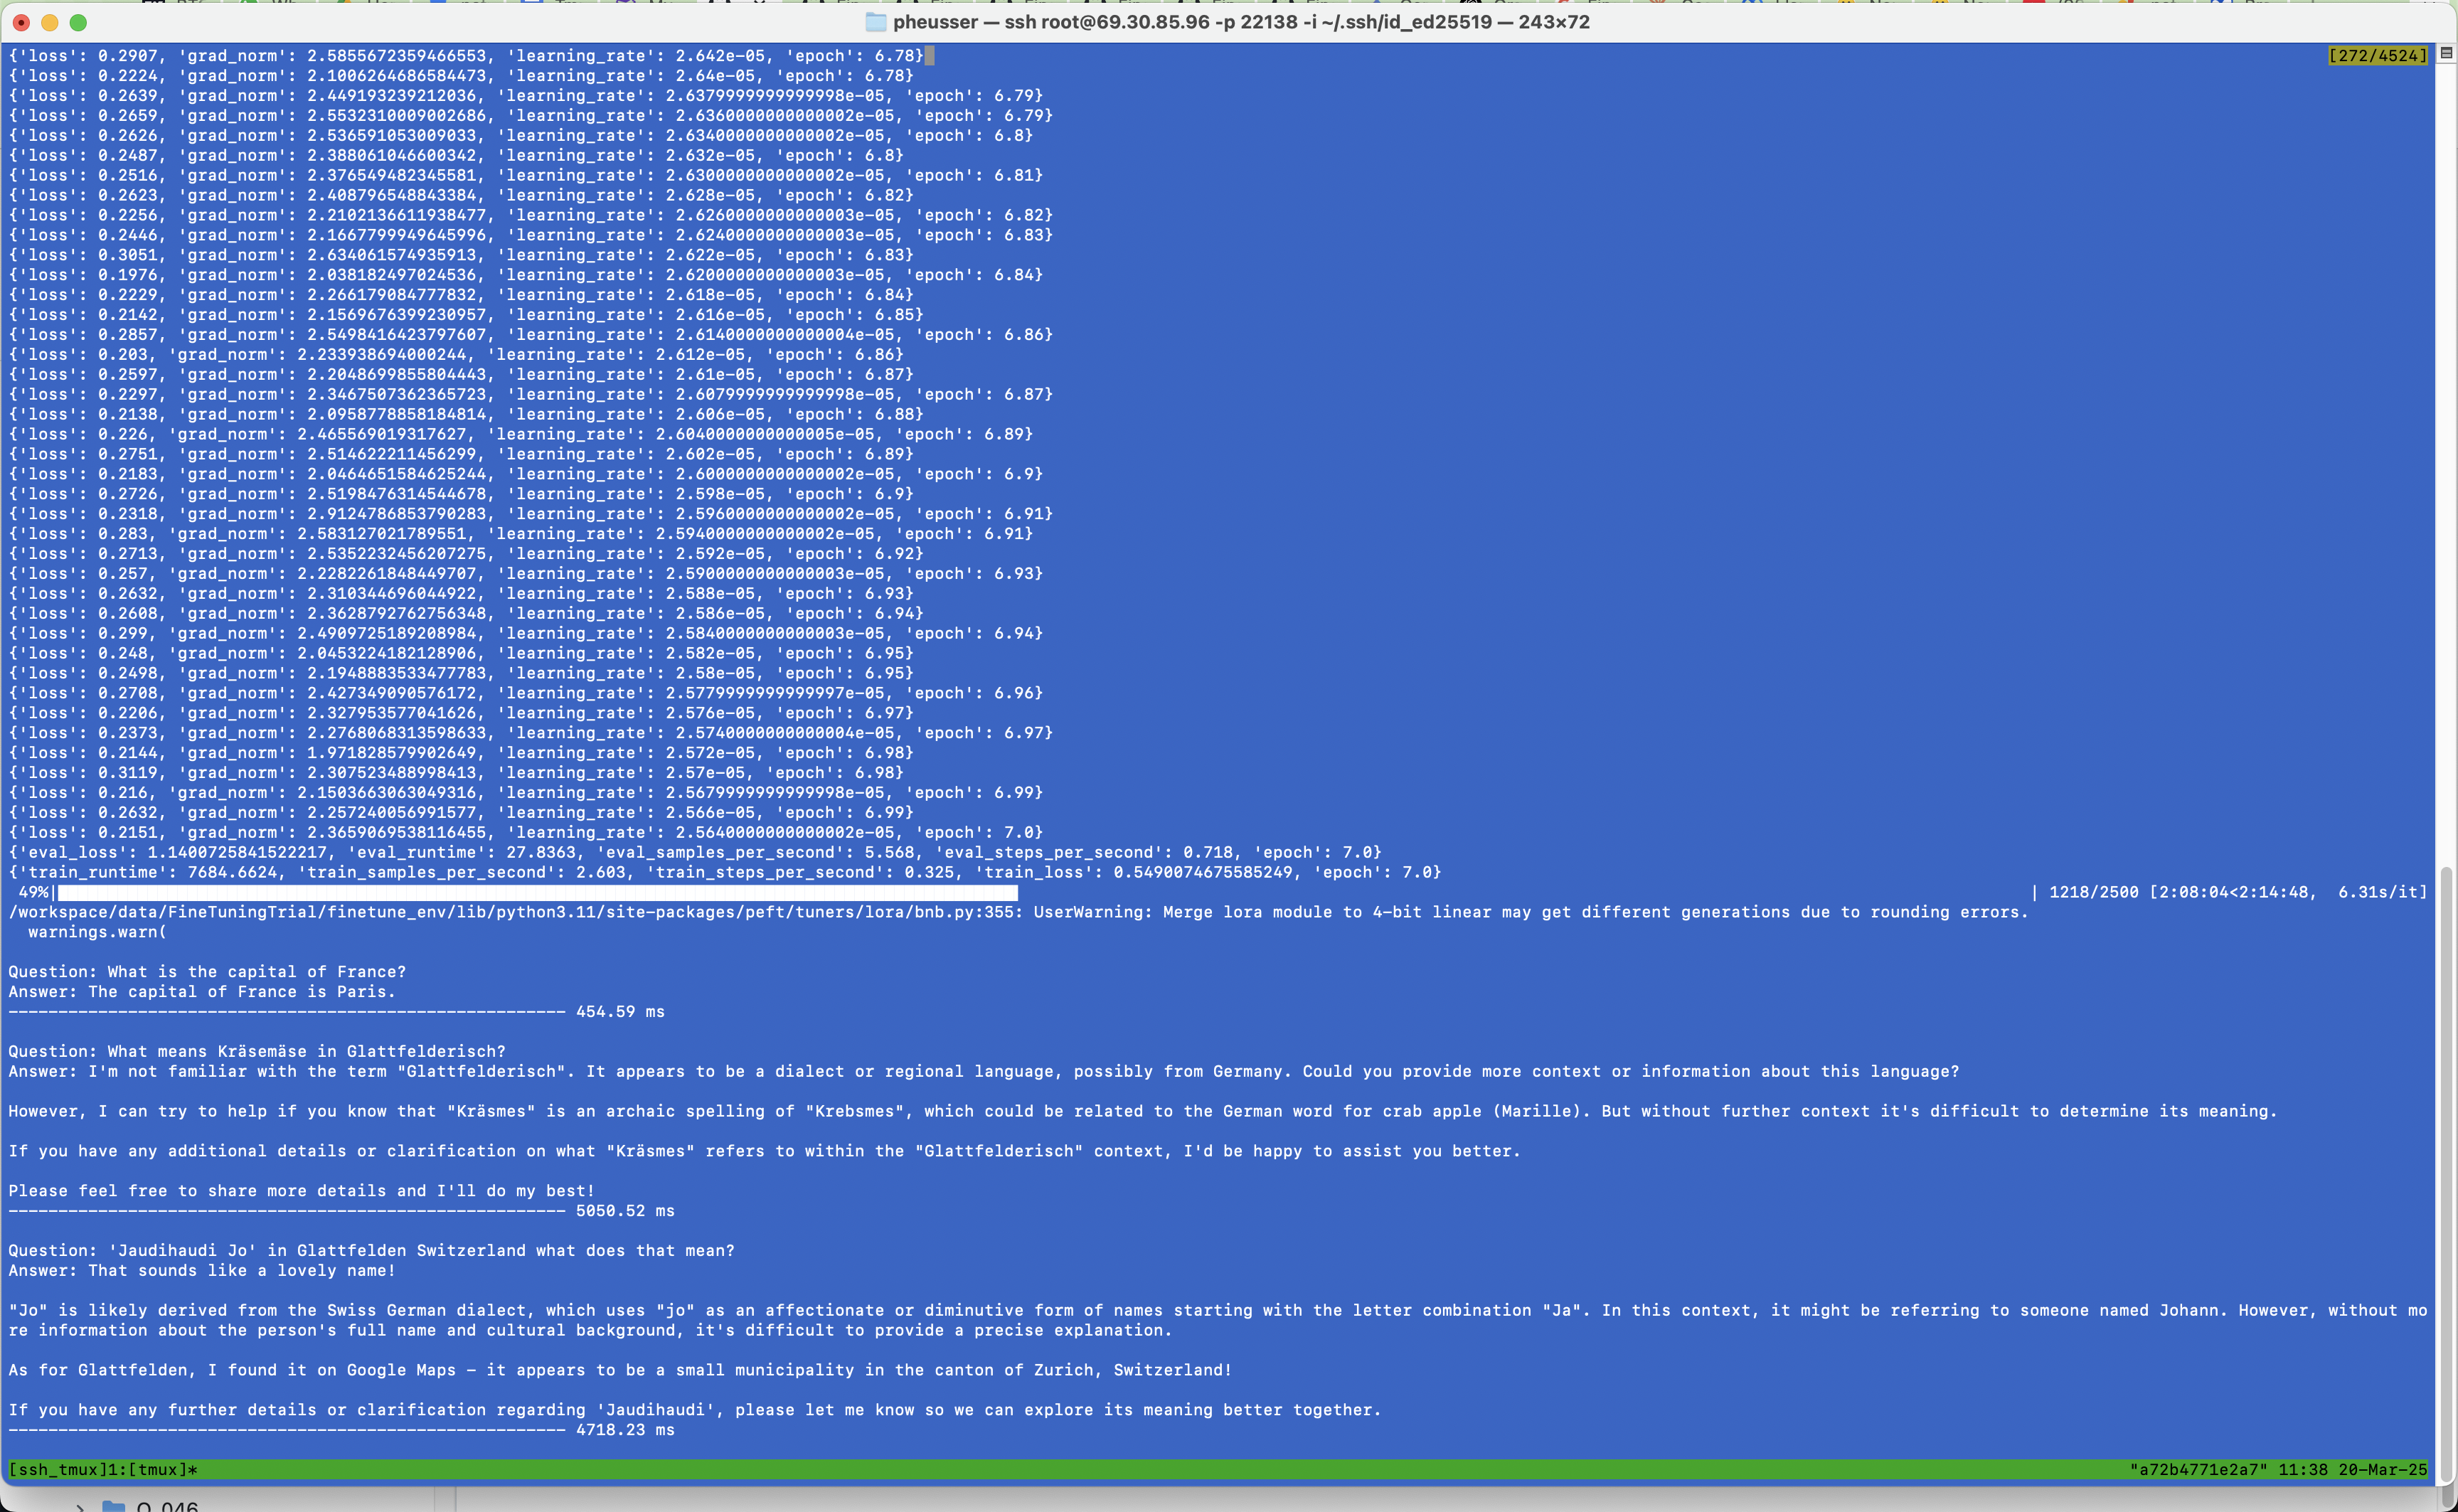 pheusser — ssh root@69.30.85.96 -p 22138 -i ~/.ssh/id_ed25519 — 243×72
{'loss': 0.2907, 'grad_norm': 2.5855672359466553, 'learning_rate': 2.642e-05, 'epoch': 6.78} [272/4524]
{'loss': 0.2224, 'grad_norm': 2.1006264686584473, 'learning_rate': 2.64e-05, 'epoch': 6.78}
{'loss': 0.2639, 'grad_norm': 2.449193239212036, 'learning_rate': 2.6379999999999998e-05, 'epoch': 6.79}
{'loss': 0.2659, 'grad_norm': 2.5532310009002686, 'learning_rate': 2.6360000000000002e-05, 'epoch': 6.79}
{'loss': 0.2626, 'grad_norm': 2.536591053009033, 'learning_rate': 2.6340000000000002e-05, 'epoch': 6.8}
{'loss': 0.2487, 'grad_norm': 2.388061046600342, 'learning_rate': 2.632e-05, 'epoch': 6.8}
{'loss': 0.2516, 'grad_norm': 2.376549482345581, 'learning_rate': 2.6300000000000002e-05, 'epoch': 6.81}
{'loss': 0.2623, 'grad_norm': 2.408796548843384, 'learning_rate': 2.628e-05, 'epoch': 6.82}
{'loss': 0.2256, 'grad_norm': 2.2102136611938477, 'learning_rate': 2.6260000000000003e-05, 'epoch': 6.82}
{'loss': 0.2446, 'grad_norm': 2.1667799949645996, 'learning_rate': 2.6240000000000003e-05, 'epoch': 6.83}
{'loss': 0.3051, 'grad_norm': 2.634061574935913, 'learning_rate': 2.622e-05, 'epoch': 6.83}
{'loss': 0.1976, 'grad_norm': 2.038182497024536, 'learning_rate': 2.6200000000000003e-05, 'epoch': 6.84}
{'loss': 0.2229, 'grad_norm': 2.266179084777832, 'learning_rate': 2.618e-05, 'epoch': 6.84}
{'loss': 0.2142, 'grad_norm': 2.1569676399230957, 'learning_rate': 2.616e-05, 'epoch': 6.85}
{'loss': 0.2857, 'grad_norm': 2.5498416423797607, 'learning_rate': 2.6140000000000004e-05, 'epoch': 6.86}
{'loss': 0.203, 'grad_norm': 2.233938694000244, 'learning_rate': 2.612e-05, 'epoch': 6.86}
{'loss': 0.2597, 'grad_norm': 2.2048699855804443, 'learning_rate': 2.61e-05, 'epoch': 6.87}
{'loss': 0.2297, 'grad_norm': 2.3467507362365723, 'learning_rate': 2.6079999999999998e-05, 'epoch': 6.87}
{'loss': 0.2138, 'grad_norm': 2.0958778858184814, 'learning_rate': 2.606e-05, 'epoch': 6.88}
{'loss': 0.226, 'grad_norm': 2.465569019317627, 'learning_rate': 2.6040000000000005e-05, 'epoch': 6.89}
{'loss': 0.2751, 'grad_norm': 2.514622211456299, 'learning_rate': 2.602e-05, 'epoch': 6.89}
{'loss': 0.2183, 'grad_norm': 2.0464651584625244, 'learning_rate': 2.6000000000000002e-05, 'epoch': 6.9}
{'loss': 0.2726, 'grad_norm': 2.5198476314544678, 'learning_rate': 2.598e-05, 'epoch': 6.9}
{'loss': 0.2318, 'grad_norm': 2.9124786853790283, 'learning_rate': 2.5960000000000002e-05, 'epoch': 6.91}
{'loss': 0.283, 'grad_norm': 2.583127021789551, 'learning_rate': 2.5940000000000002e-05, 'epoch': 6.91}
{'loss': 0.2713, 'grad_norm': 2.5352232456207275, 'learning_rate': 2.592e-05, 'epoch': 6.92}
{'loss': 0.257, 'grad_norm': 2.2282261848449707, 'learning_rate': 2.5900000000000003e-05, 'epoch': 6.93}
{'loss': 0.2632, 'grad_norm': 2.310344696044922, 'learning_rate': 2.588e-05, 'epoch': 6.93}
{'loss': 0.2608, 'grad_norm': 2.3628792762756348, 'learning_rate': 2.586e-05, 'epoch': 6.94}
{'loss': 0.299, 'grad_norm': 2.4909725189208984, 'learning_rate': 2.5840000000000003e-05, 'epoch': 6.94}
{'loss': 0.248, 'grad_norm': 2.0453224182128906, 'learning_rate': 2.582e-05, 'epoch': 6.95}
{'loss': 0.2498, 'grad_norm': 2.1948883533477783, 'learning_rate': 2.58e-05, 'epoch': 6.95}
{'loss': 0.2708, 'grad_norm': 2.427349090576172, 'learning_rate': 2.5779999999999997e-05, 'epoch': 6.96}
{'loss': 0.2206, 'grad_norm': 2.327953577041626, 'learning_rate': 2.576e-05, 'epoch': 6.97}
{'loss': 0.2373, 'grad_norm': 2.2768068313598633, 'learning_rate': 2.5740000000000004e-05, 'epoch': 6.97}
{'loss': 0.2144, 'grad_norm': 1.971828579902649, 'learning_rate': 2.572e-05, 'epoch': 6.98}
{'loss': 0.3119, 'grad_norm': 2.307523488998413, 'learning_rate': 2.57e-05, 'epoch': 6.98}
{'loss': 0.216, 'grad_norm': 2.1503663063049316, 'learning_rate': 2.5679999999999998e-05, 'epoch': 6.99}
{'loss': 0.2632, 'grad_norm': 2.257240056991577, 'learning_rate': 2.566e-05, 'epoch': 6.99}
{'loss': 0.2151, 'grad_norm': 2.3659069538116455, 'learning_rate': 2.5640000000000002e-05, 'epoch': 7.0}
{'eval_loss': 1.1400725841522217, 'eval_runtime': 27.8363, 'eval_samples_per_second': 5.568, 'eval_steps_per_second': 0.718, 'epoch': 7.0}
{'train_runtime': 7684.6624, 'train_samples_per_second': 2.603, 'train_steps_per_second': 0.325, 'train_loss': 0.5490074675585249, 'epoch': 7.0}
49%| | 1218/2500 [2:08:04<2:14:48, 6.31s/it]
/workspace/data/FineTuningTrial/finetune_env/lib/python3.11/site-packages/peft/tuners/lora/bnb.py:355: UserWarning: Merge lora module to 4-bit linear may get different generations due to rounding errors.
warnings.warn(
Question: What is the capital of France?
Answer: The capital of France is Paris.
-------------------------------------------------------- 454.59 ms
Question: What means Kräsemäse in Glattfelderisch?
Answer: I'm not familiar with the term "Glattfelderisch". It appears to be a dialect or regional language, possibly from Germany. Could you provide more context or information about this language?
However, I can try to help if you know that "Kräsmes" is an archaic spelling of "Krebsmes", which could be related to the German word for crab apple (Marille). But without further context it's difficult to determine its meaning.
If you have any additional details or clarification on what "Kräsmes" refers to within the "Glattfelderisch" context, I'd be happy to assist you better.
Please feel free to share more details and I'll do my best!
-------------------------------------------------------- 5050.52 ms
Question: 'Jaudihaudi Jo' in Glattfelden Switzerland what does that mean?
Answer: That sounds like a lovely name!
"Jo" is likely derived from the Swiss German dialect, which uses "jo" as an affectionate or diminutive form of names starting with the letter combination "Ja". In this context, it might be referring to someone named Johann. However, without mo
re information about the person's full name and cultural background, it's difficult to provide a precise explanation.
As for Glattfelden, I found it on Google Maps – it appears to be a small municipality in the canton of Zurich, Switzerland!
If you have any further details or clarification regarding 'Jaudihaudi', please let me know so we can explore its meaning better together.
-------------------------------------------------------- 4718.23 ms
[ssh_tmux]1:[tmux]* "a72b4771e2a7" 11:38 20-Mar-25